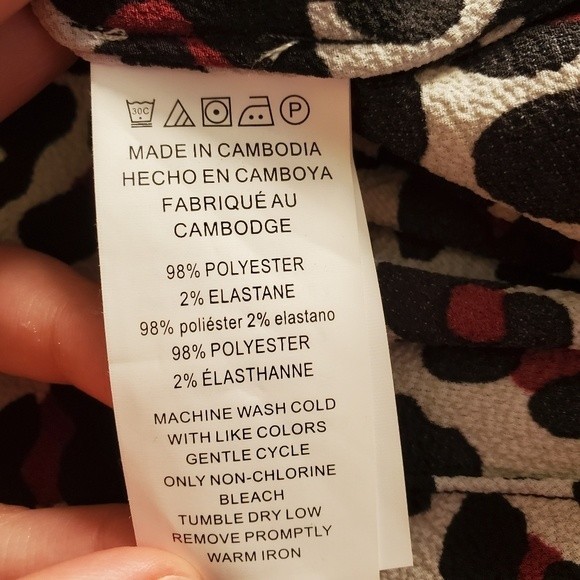 30C P
MADE IN CAMBODIA
HECHO EN CAMBOYA
FABRIQUÉ AU
CAMBODGE
98% POLYESTER
2% ELASTANE
98% poliéster 2% elastano
98% POLYESTER
2% ÉLASTHANNE
MACHINE WASH COLD
WITH LIKE COLORS
GENTLE CYCLE
ONLY NON-CHLORINE
BLEACH
TUMBLE DRY LOW
REMOVE PROMPTLY
WARM IRON